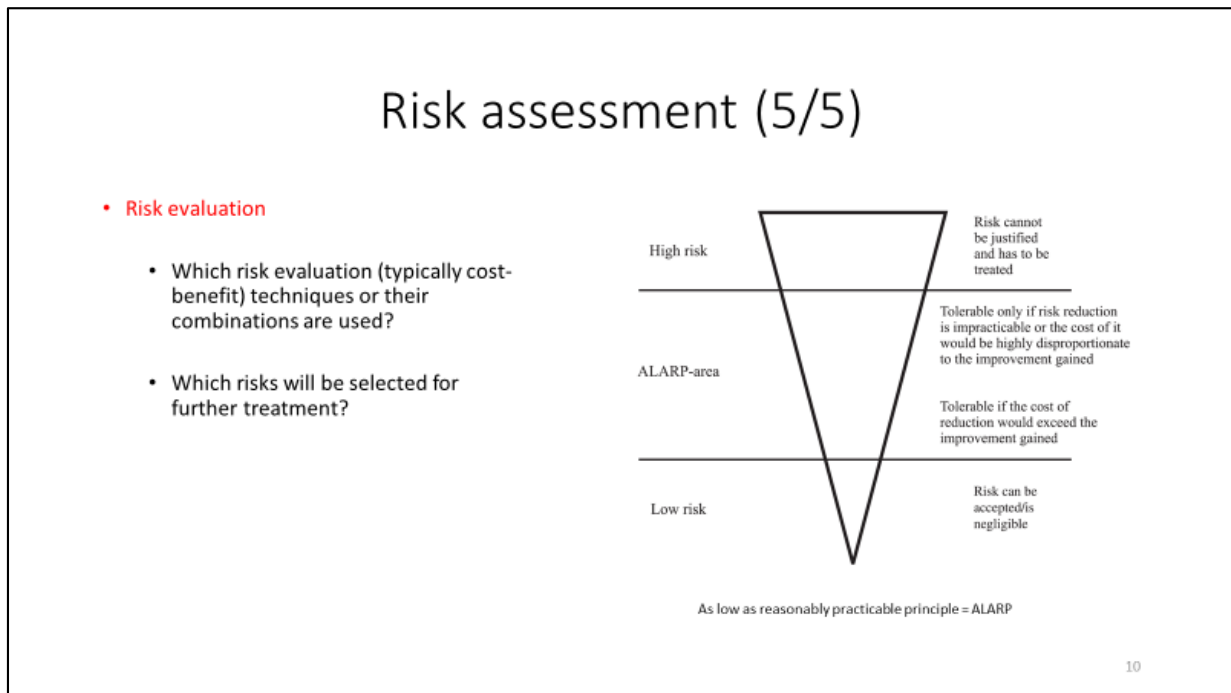 Risk assessment (5/5)
• Risk evaluation
• Which risk evaluation (typically cost-
benefit) techniques or their
combinations are used?
• Which risks will be selected for
further treatment?
High risk
Risk cannot
be justified
and has to be
treated
ALARP-area
Tolerable only if risk reduction
is impracticable or the cost of it
would be highly disproportionate
to the improvement gained
Tolerable if the cost of
reduction would exceed the
improvement gained
Low risk
Risk can be
accepted/is
negligible
As low as reasonably practicable principle = ALARP
10